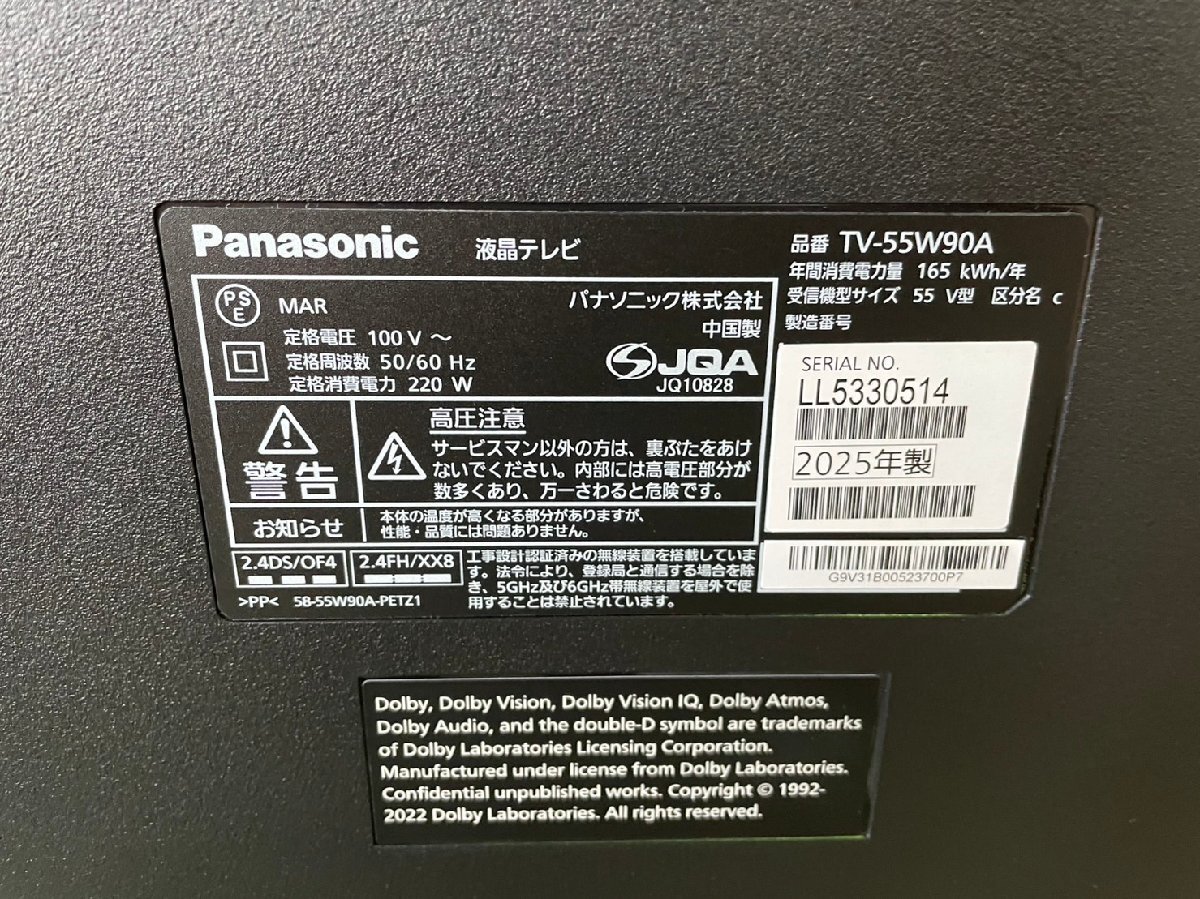 Panasonic 液晶テレビ
品番 TV-55W90A
年間消費電力量 165 kWh/年
受信機型サイズ 55 V型 区分名 c
製造番号
PS
E
MAR
定格電圧 100 V ～
定格周波数 50/60 Hz
定格消費電力 220 W
パナソニック株式会社
中国製
JQA
JQ10828
SERIAL NO.
LL5330514
2025年製
G9V31B00523700P7
警告
高圧注意
サービスマン以外の方は、裏ぶたをあけ
ないでください。内部には高電圧部分が
数多くあり、万一さわると危険です。
お知らせ
本体の温度が高くなる部分がありますが、
性能・品質には問題ありません。
2.4DS/OF4
2.4FH/XX8
工事設計認証済みの無線装置を搭載していま
す。法令により、登録局と通信する場合を除
き、5GHz及び6GHz帯無線装置を屋外で使
用することは禁止されています。
>PP< 58-55W90A-PETZ1
Dolby, Dolby Vision, Dolby Vision IQ, Dolby Atmos,
Dolby Audio, and the double-D symbol are trademarks
of Dolby Laboratories Licensing Corporation.
Manufactured under license from Dolby Laboratories.
Confidential unpublished works. Copyright © 1992-
2022 Dolby Laboratories. All rights reserved.